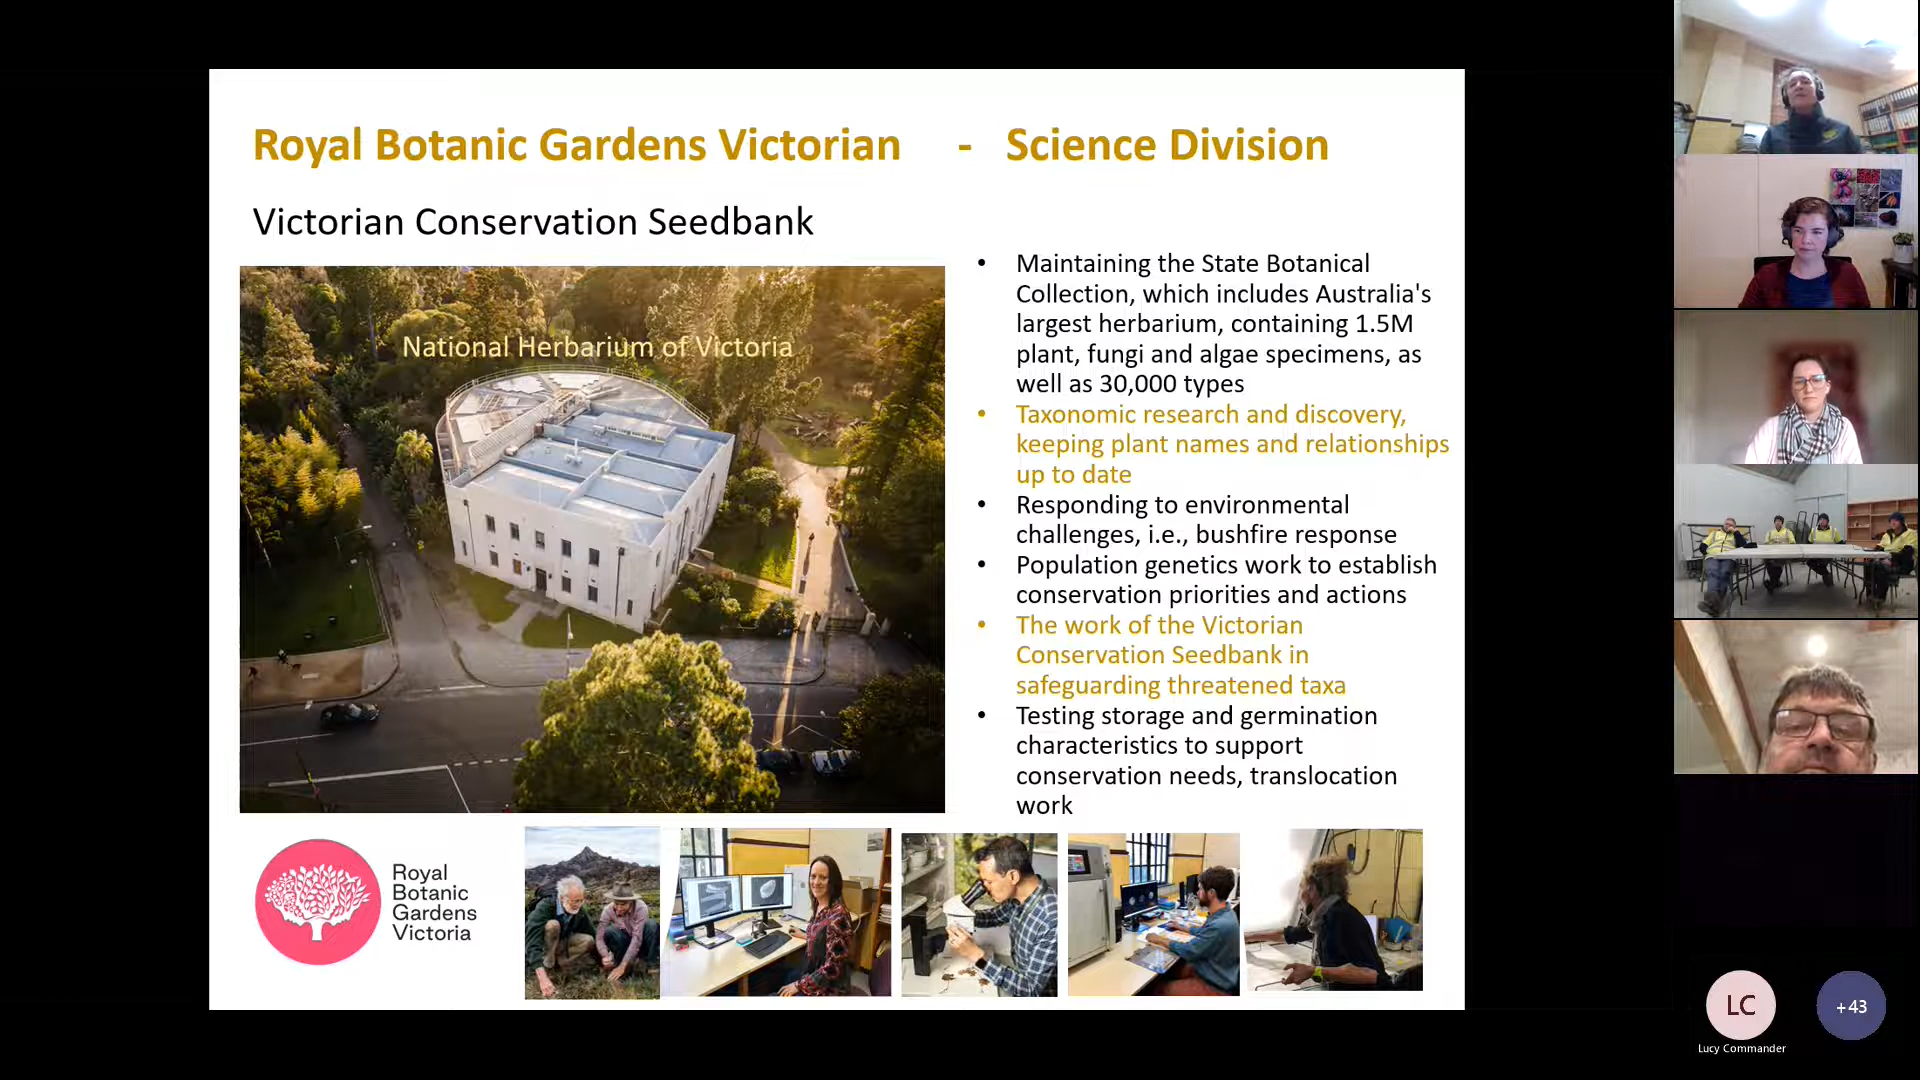 Royal Botanic Gardens Victorian - Science Division
Victorian Conservation Seedbank
National Herbarium of Victoria
• Maintaining the State Botanical
Collection, which includes Australia's
largest herbarium, containing 1.5M
plant, fungi and algae specimens, as
well as 30,000 types
• Taxonomic research and discovery,
keeping plant names and relationships
up to date
• Responding to environmental
challenges, i.e., bushfire response
• Population genetics work to establish
conservation priorities and actions
• The work of the Victorian
Conservation Seedbank in
safeguarding threatened taxa
• Testing storage and germination
characteristics to support
conservation needs, translocation
work
Royal
Botanic
Gardens
Victoria
LC
+43
Lucy Commander